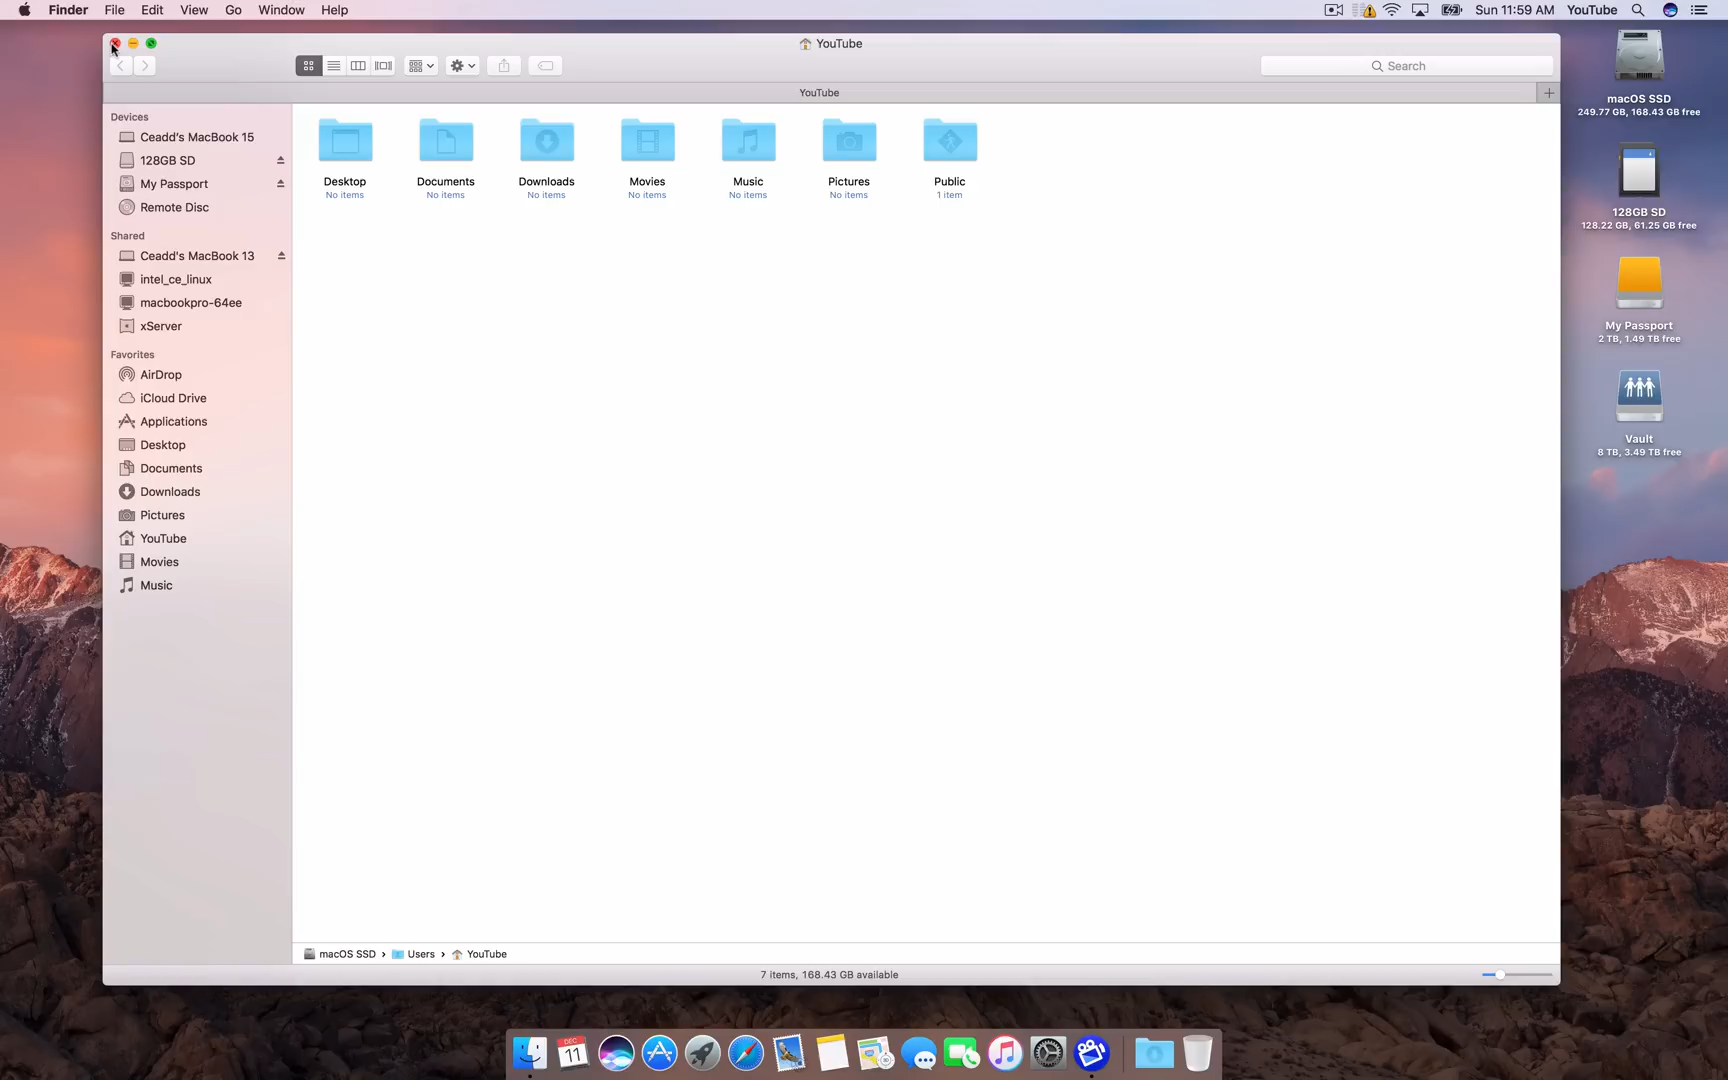 Finder File Edit View Go Window Help
Sun 11:59 AM YouTube
YouTube
Search
YouTube
Devices
Ceadd's MacBook 15
128GB SD
My Passport
Remote Disc
Shared
Ceadd's MacBook 13
intel_ce_linux
macbookpro-64ee
xServer
Favorites
AirDrop
iCloud Drive
Applications
Desktop
Documents
Downloads
Pictures
YouTube
Movies
Music
Desktop Documents Downloads Movies Music Pictures Public
No items No items No items No items No items No items 1 item
macOS SSD
249.77 GB, 168.43 GB free
128GB SD
128.22 GB, 61.25 GB free
My Passport
2 TB, 1.49 TB free
Vault
8 TB, 3.49 TB free
macOS SSD › Users › YouTube
7 items, 168.43 GB available
DEC
11